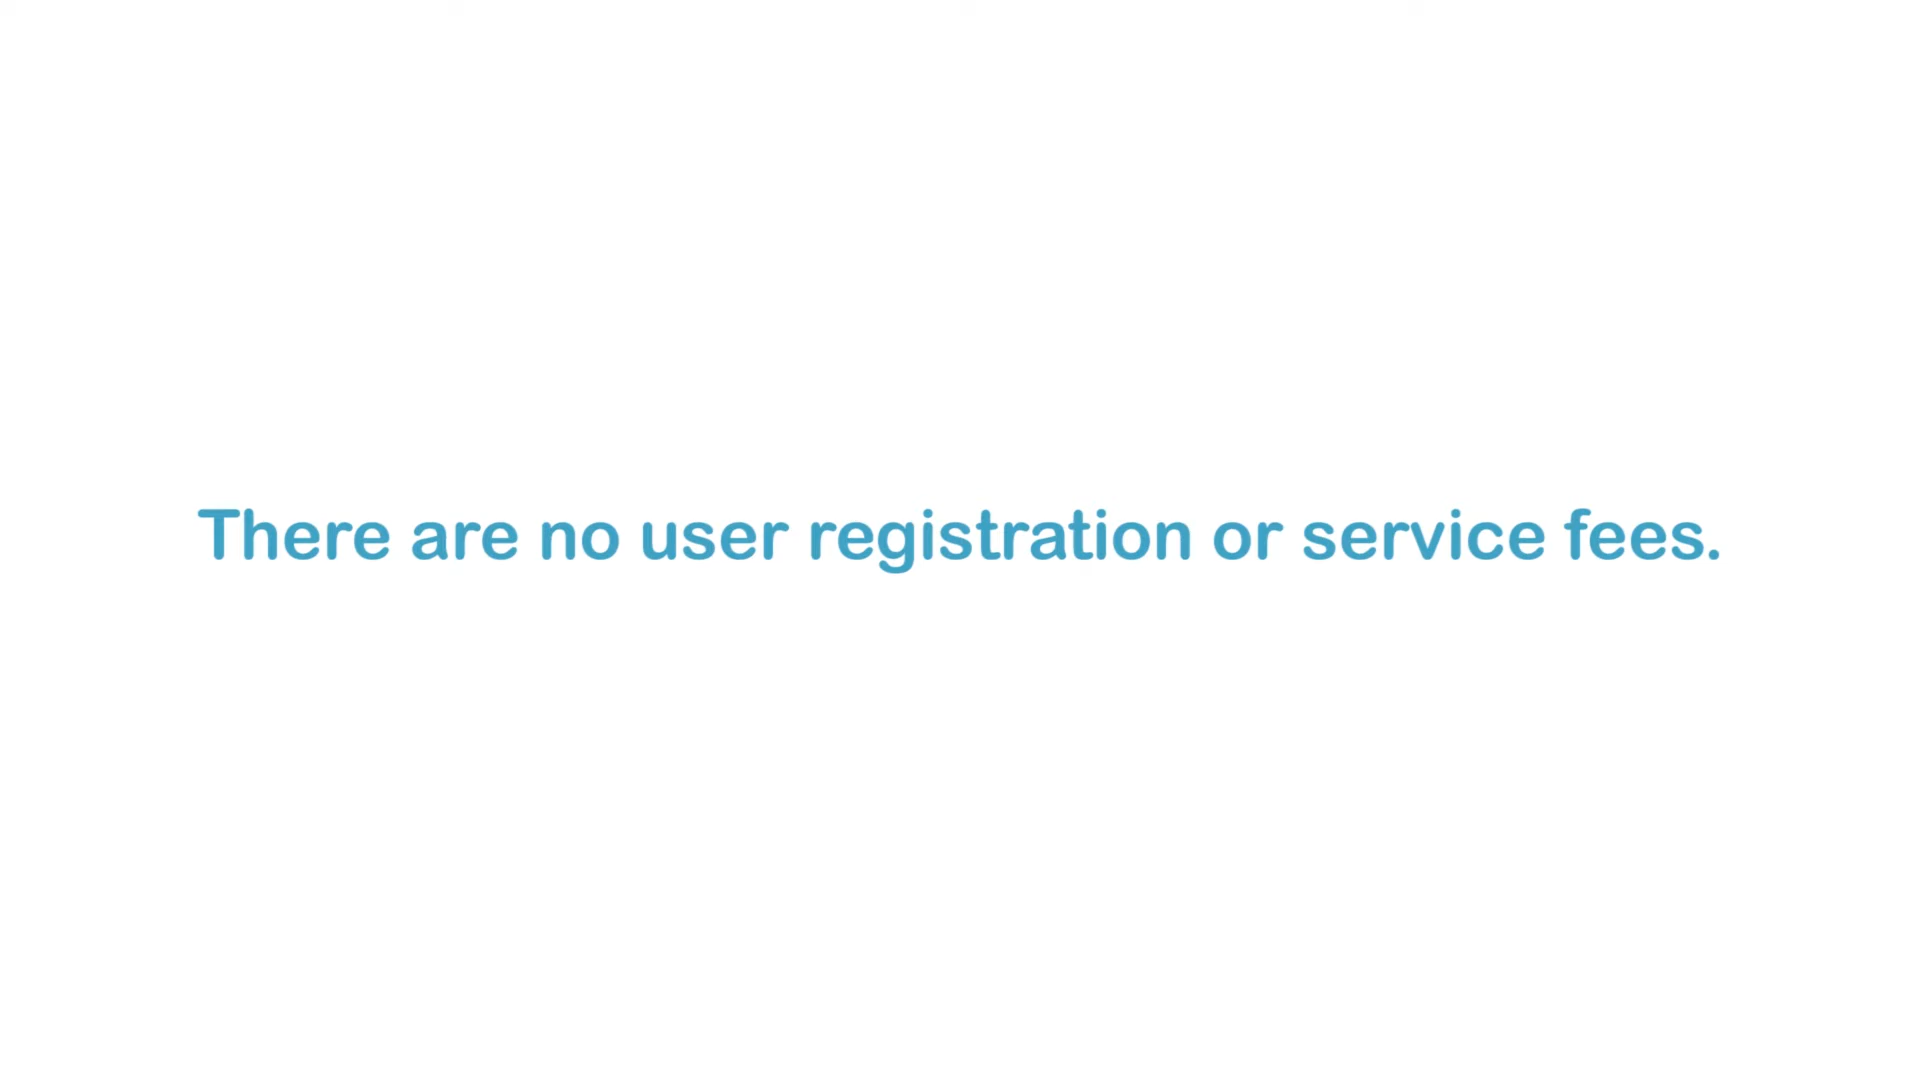 There are no user registration or service fees.